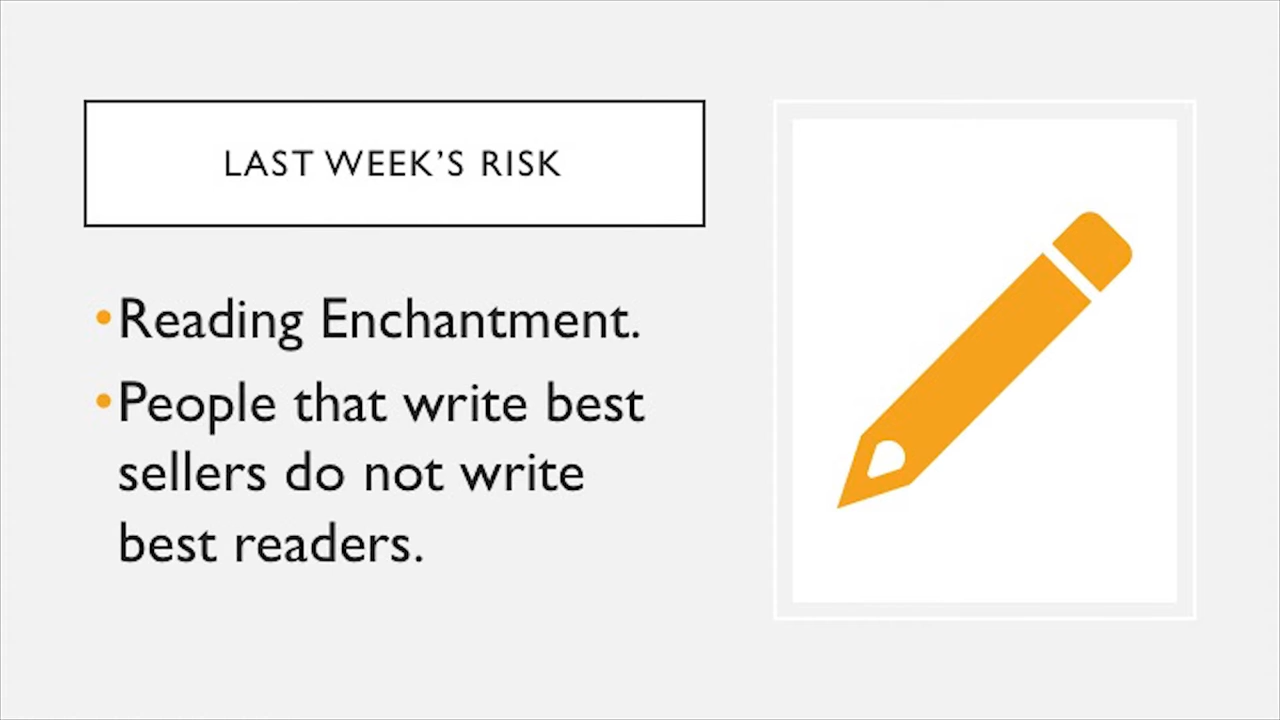 LAST WEEK’S RISK
•Reading Enchantment.
•People that write best
sellers do not write
best readers.